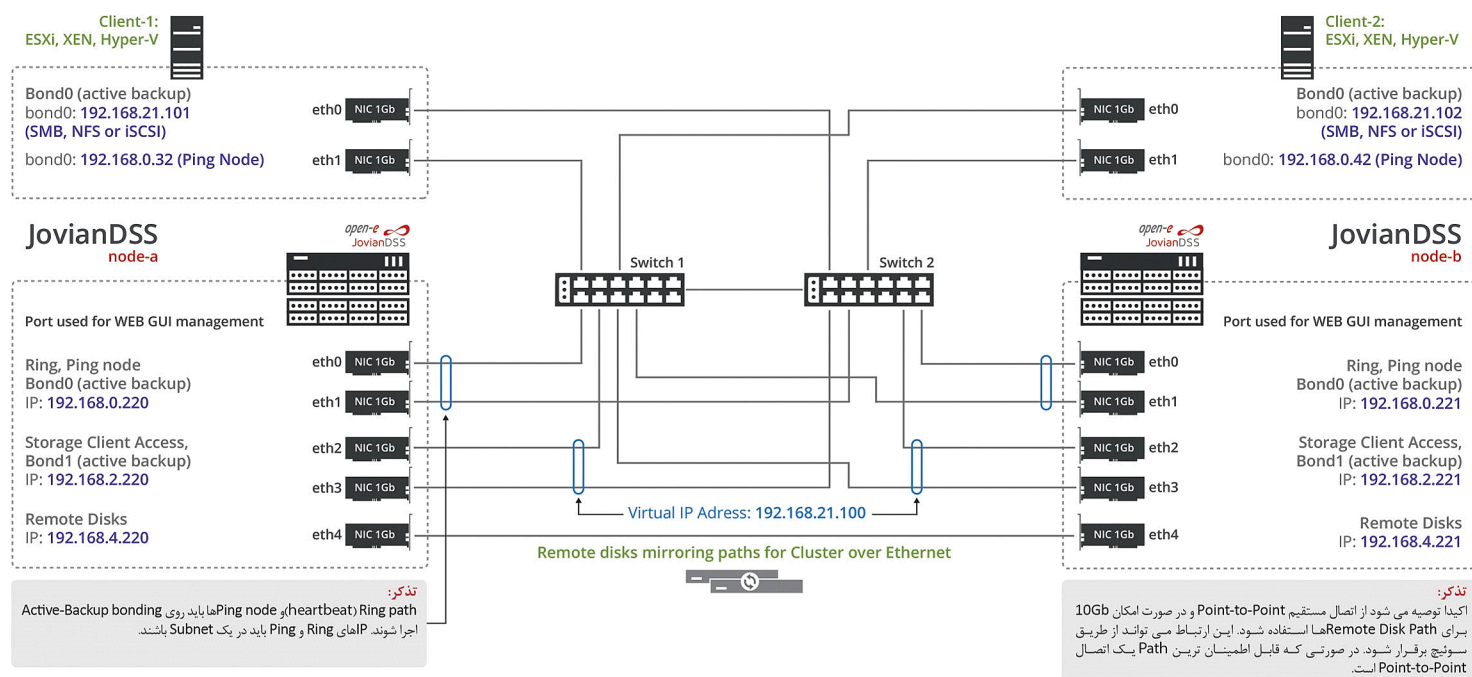 Client-1:
ESXi, XEN, Hyper-V
Bond0 (active backup)
bond0: 192.168.21.101
(SMB, NFS or iSCSI)
bond0: 192.168.0.32 (Ping Node)
eth0
NIC 1Gb
eth1
NIC 1Gb
Client-2:
ESXi, XEN, Hyper-V
Bond0 (active backup)
bond0: 192.168.21.102
(SMB, NFS or iSCSI)
bond0: 192.168.0.42 (Ping Node)
NIC 1Gb
eth0
NIC 1Gb
eth1
JovianDSS
node-a
open-e
JovianDSS
Port used for WEB GUI management
Ring, Ping node
Bond0 (active backup)
IP: 192.168.0.220
Storage Client Access,
Bond1 (active backup)
IP: 192.168.2.220
Remote Disks
IP: 192.168.4.220
eth0
NIC 1Gb
eth1
NIC 1Gb
eth2
NIC 1Gb
eth3
NIC 1Gb
eth4
NIC 1Gb
Switch 1
Switch 2
Virtual IP Adress: 192.168.21.100
Remote disks mirroring paths for Cluster over Ethernet
open-e
JovianDSS
JovianDSS
node-b
Port used for WEB GUI management
NIC 1Gb
eth0
NIC 1Gb
eth1
NIC 1Gb
eth2
NIC 1Gb
eth3
NIC 1Gb
eth4
Ring, Ping node
Bond0 (active backup)
IP: 192.168.0.221
Storage Client Access,
Bond1 (active backup)
IP: 192.168.2.221
Remote Disks
IP: 192.168.4.221
تذکر:
Ring path (heartbeat)و Ping nodeها باید روی Active-Backup bonding
اجرا شوند. IPهای Ring و Ping باید در یک Subnet باشند.
تذکر:
اکیدا توصیه می شود از اتصال مستقیم Point-to-Point و در صورت امکان 10Gb
برای Remote Disk Pathها استفاده شود. این ارتباط می تواند از طریق
سوئیچ برقرار شود. در صورتی که قابل اطمینان ترین Path یک اتصال
Point-to-Point است.